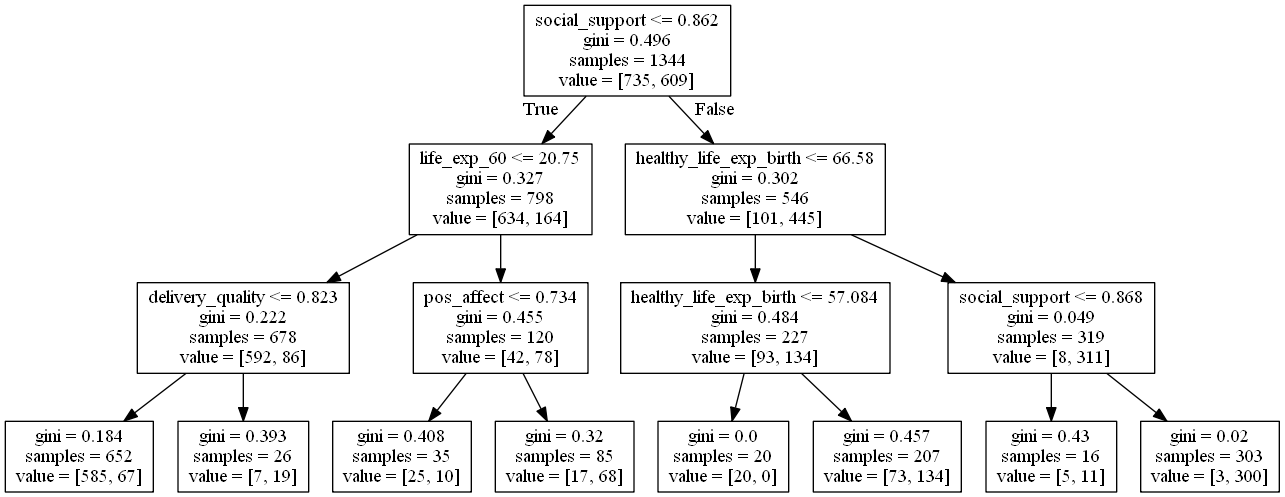 social_support <= 0.862
gini = 0.496
samples = 1344
value = [735, 609]
True
False
life_exp_60 <= 20.75
gini = 0.327
samples = 798
value = [634, 164]
healthy_life_exp_birth <= 66.58
gini = 0.302
samples = 546
value = [101, 445]
delivery_quality <= 0.823
gini = 0.222
samples = 678
value = [592, 86]
pos_affect <= 0.734
gini = 0.455
samples = 120
value = [42, 78]
healthy_life_exp_birth <= 57.084
gini = 0.484
samples = 227
value = [93, 134]
social_support <= 0.868
gini = 0.049
samples = 319
value = [8, 311]
gini = 0.184
samples = 652
value = [585, 67]
gini = 0.393
samples = 26
value = [7, 19]
gini = 0.408
samples = 35
value = [25, 10]
gini = 0.32
samples = 85
value = [17, 68]
gini = 0.0
samples = 20
value = [20, 0]
gini = 0.457
samples = 207
value = [73, 134]
gini = 0.43
samples = 16
value = [5, 11]
gini = 0.02
samples = 303
value = [3, 300]